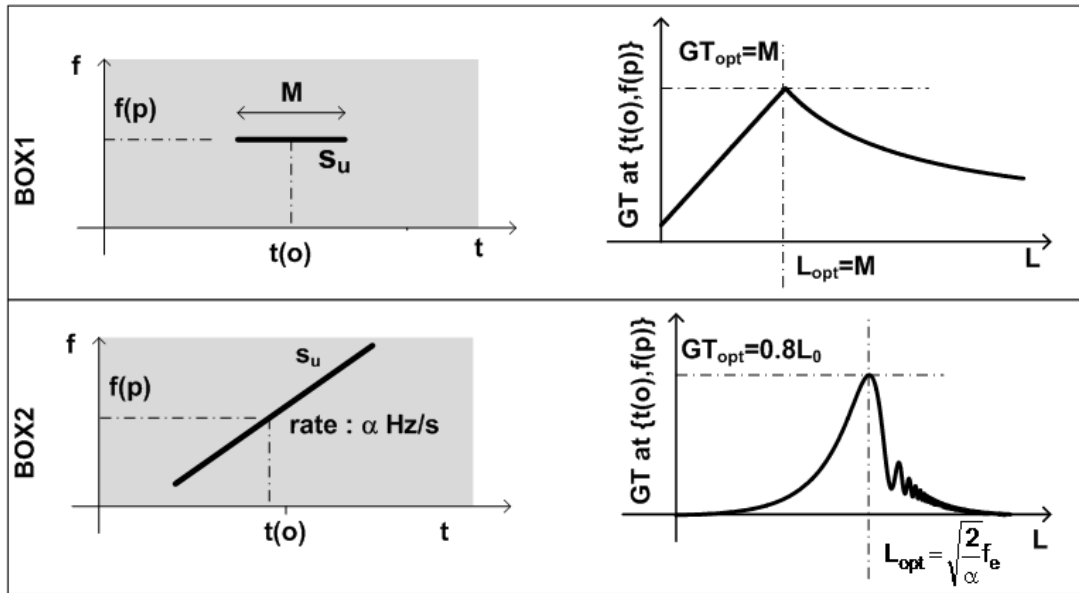 BOX1
f
f(p)
M
s_u
t(o)
t
GT at {t(o),f(p)}
GT_opt=M
L_opt=M
L
BOX2
f
f(p)
s_u
rate : α Hz/s
t(o)
t
GT at {t(o),f(p)}
GT_opt=0.8L_0
L
L_opt = √(2/α) f_e